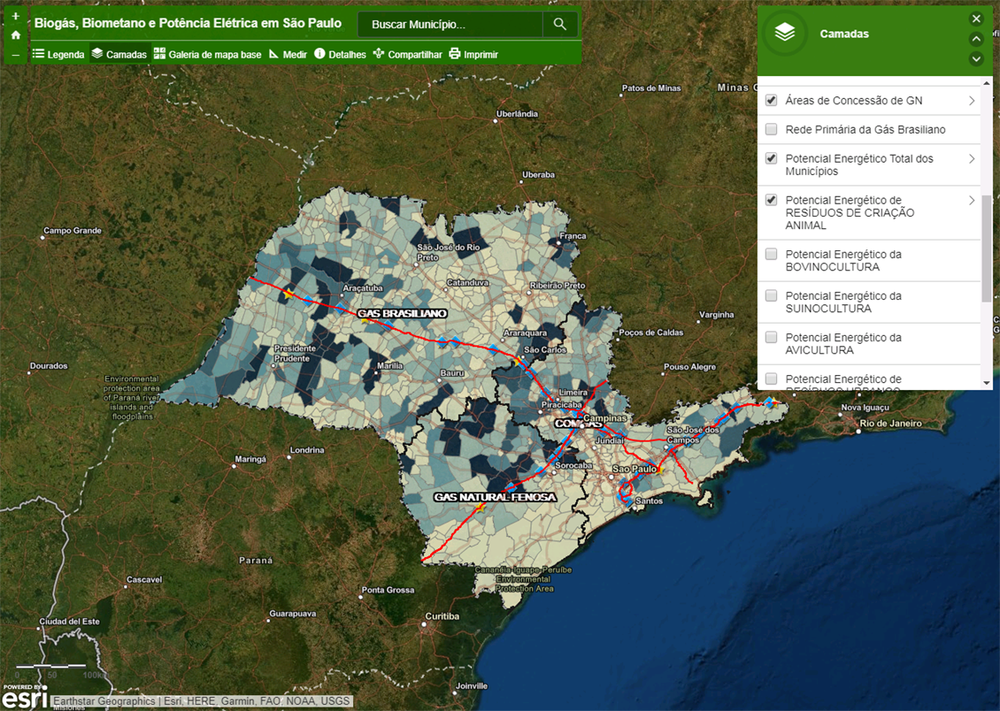 +
Biogás, Biometano e Potência Elétrica em São Paulo
Buscar Município...
Legenda
Camadas
Galeria de mapa base
Medir
Detalhes
Compartilhar
Imprimir
Camadas
Áreas de Concessão de GN
Rede Primária da Gás Brasiliano
Potencial Energético Total dos
Municípios
Potencial Energético de
RESÍDUOS DE CRIAÇÃO
ANIMAL
Potencial Energético da
BOVINOCULTURA
Potencial Energético da
SUINOCULTURA
Potencial Energético da
AVICULTURA
Potencial Energético de
RESÍDUOS URBANOS
Patos de Minas
Minas G
Uberlândia
Uberaba
Campo Grande
Franca
São José do Rio
Preto
Catanduva
Ribeirão Preto
Araçatuba
GAS BRASILIANO
Varginha
Araraquara
Poços de Caldas
São Carlos
Presidente
Prudente
Dourados
Marília
Bauru
Pouso Alegre
Environmental
protection area
of Paraná river
islands and
floodplains
Limeira
Piracicaba
Nova Iguaçu
Campinas
Rio de Janeiro
São José dos
Campos
Jundiaí
Londrina
Maringá
Sorocaba
Sao Paulo
GAS NATURAL FENOSA
Santos
Paraná
Cananéia-Iguape-Peruíbe
Environmental
Protection Area
Cascavel
Ponta Grossa
Guarapuava
Curitiba
Ciudad del Este
0 50 100km
Joinville
POWERED BY
esri
Earthstar Geographics | Esri, HERE, Garmin, FAO, NOAA, USGS
Misiones